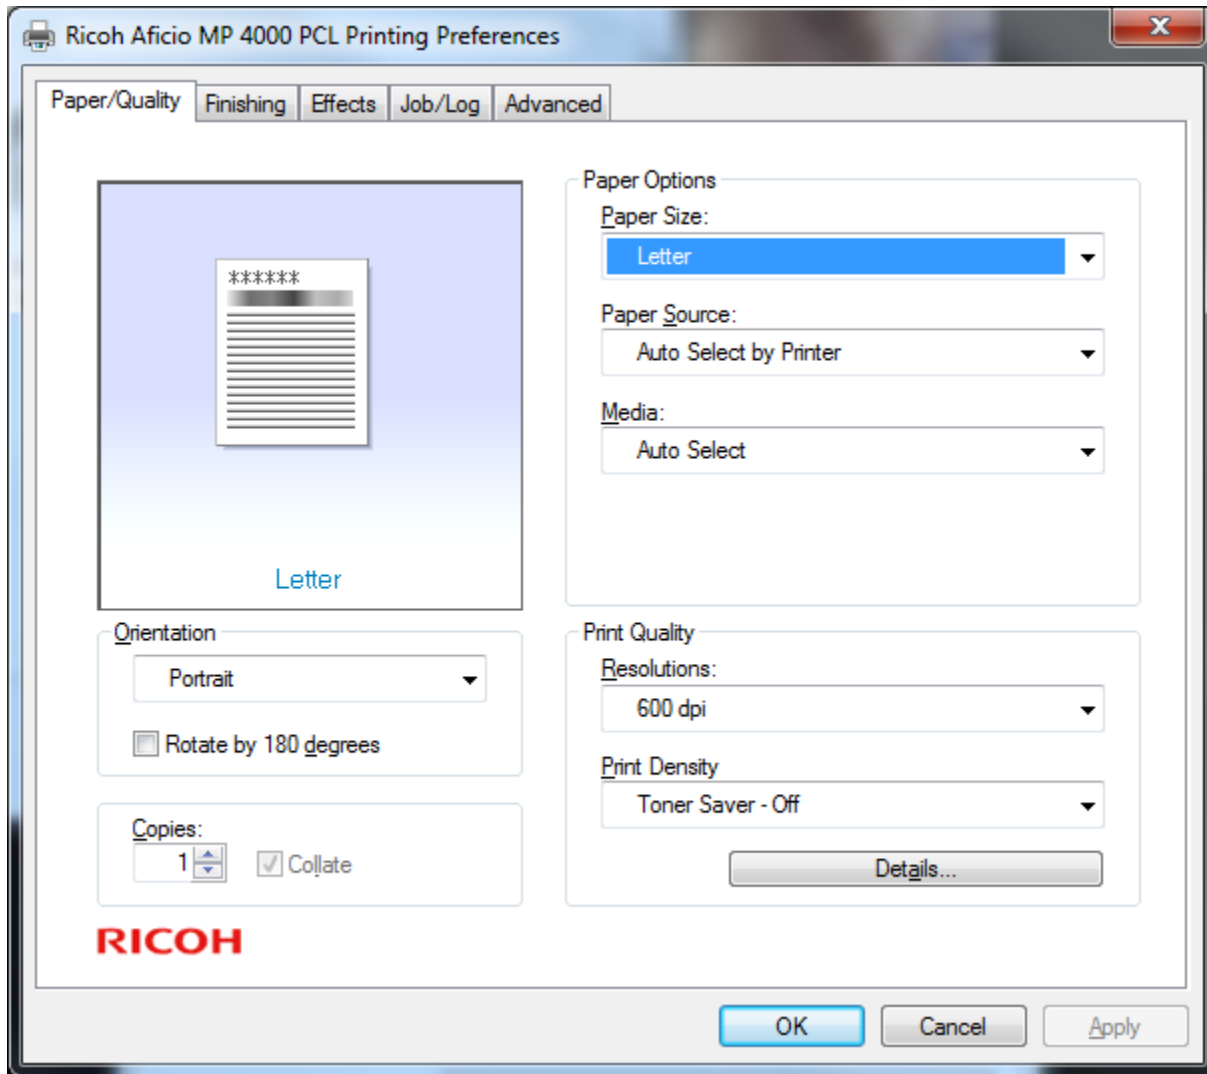 Ricoh Aficio MP 4000 PCL Printing Preferences
Paper/Quality Finishing Effects Job/Log Advanced
******
Letter
Orientation
Portrait
Rotate by 180 degrees
Copies:
1 Collate
RICOH
Paper Options
Paper Size:
Letter
Paper Source:
Auto Select by Printer
Media:
Auto Select
Print Quality
Resolutions:
600 dpi
Print Density
Toner Saver - Off
Details...
OK Cancel Apply